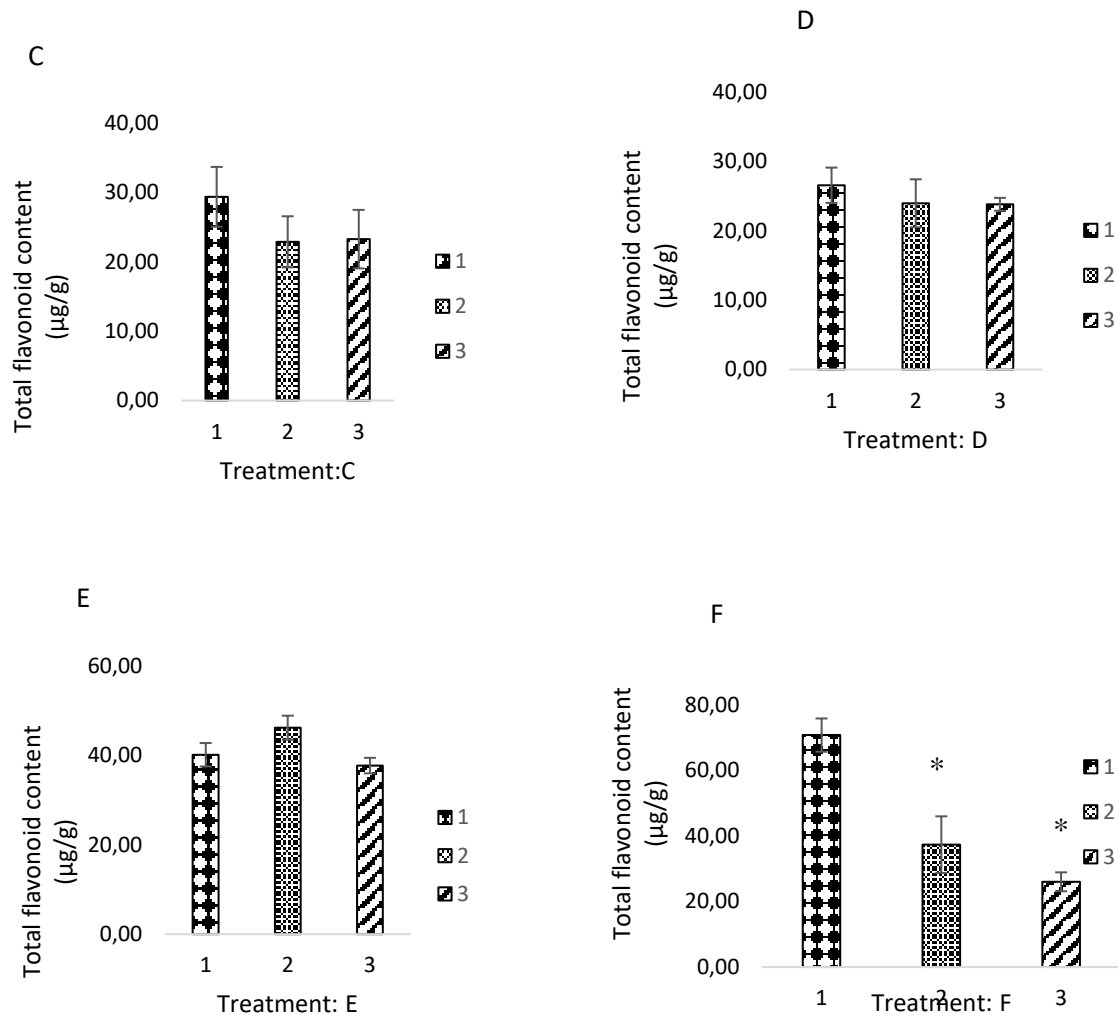 C
40,00
30,00
20,00
10,00
0,00
Total flavonoid content
(µg/g)
1 2 3
Treatment:C
1
2
3
D
40,00
30,00
20,00
10,00
0,00
Total flavonoid content
(µg/g)
1 2 3
Treatment: D
1
2
3
E
60,00
40,00
20,00
0,00
Total flavonoid content
(µg/g)
1 2 3
Treatment: E
1
2
3
F
80,00
60,00
40,00
20,00
0,00
Total flavonoid content
(µg/g)
*
*
1 2 3
Treatment: F
1
2
3